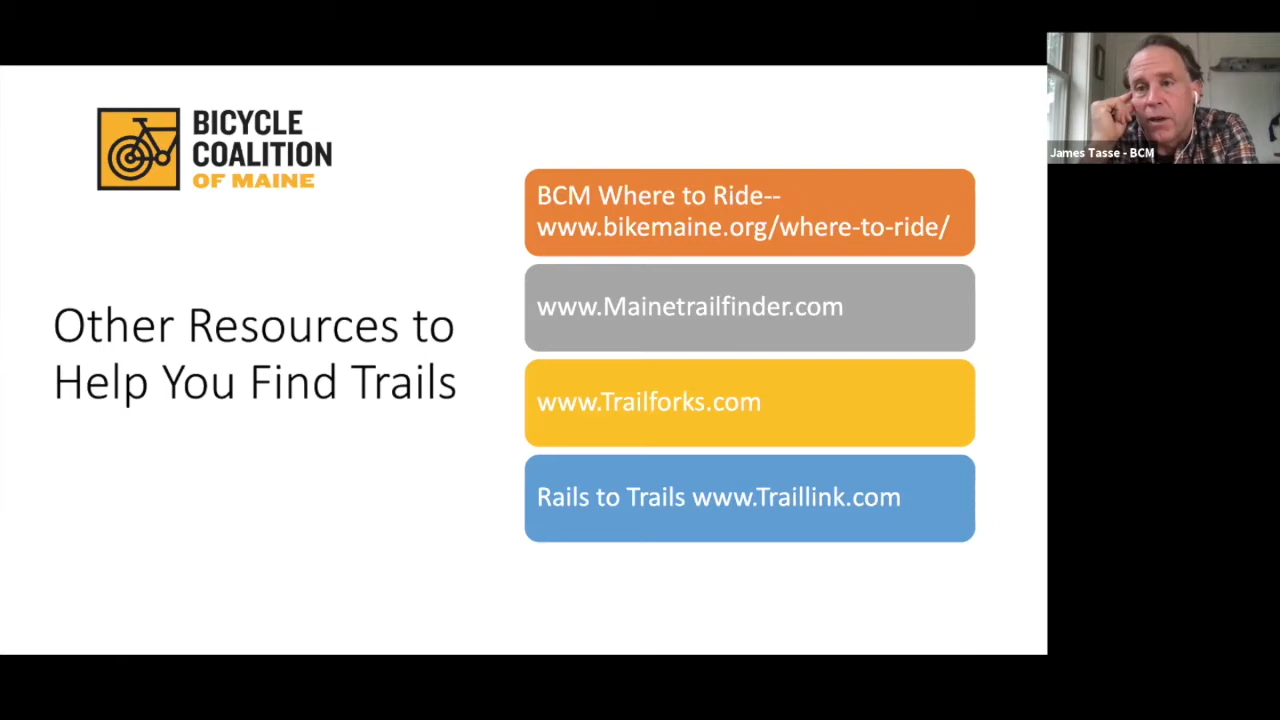 BICYCLE
COALITION
OF MAINE
Other Resources to
Help You Find Trails
BCM Where to Ride--
www.bikemaine.org/where-to-ride/
www.Mainetrailfinder.com
www.Trailforks.com
Rails to Trails www.Traillink.com
James Tasse - BCM